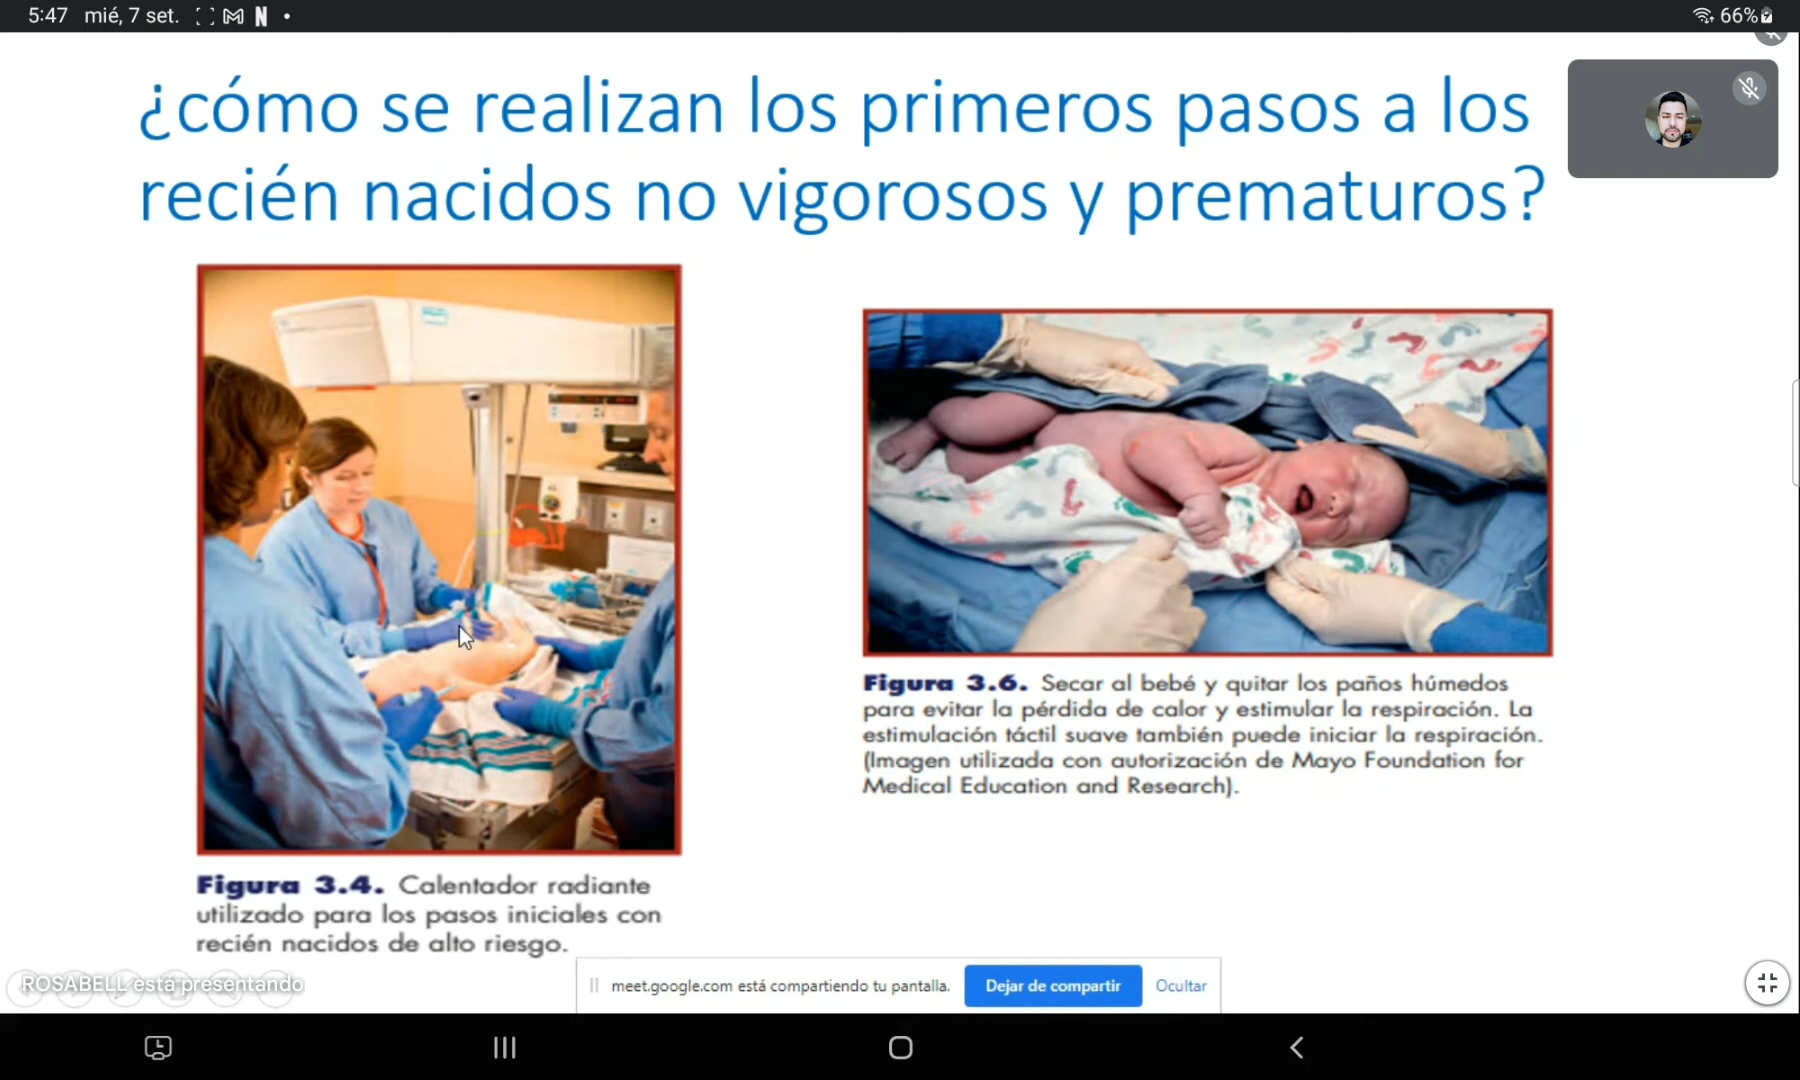 5:47 mié, 7 set.
66%
¿cómo se realizan los primeros pasos a los
recién nacidos no vigorosos y prematuros?
Figura 3.6. Secar al bebé y quitar los paños húmedos
para evitar la pérdida de calor y estimular la respiración. La
estimulación táctil suave también puede iniciar la respiración.
(Imagen utilizada con autorización de Mayo Foundation for
Medical Education and Research).
Figura 3.4. Calentador radiante
utilizado para los pasos iniciales con
recién nacidos de alto riesgo.
ROSABELL está presentando
meet.google.com está compartiendo tu pantalla.
Dejar de compartir
Ocultar